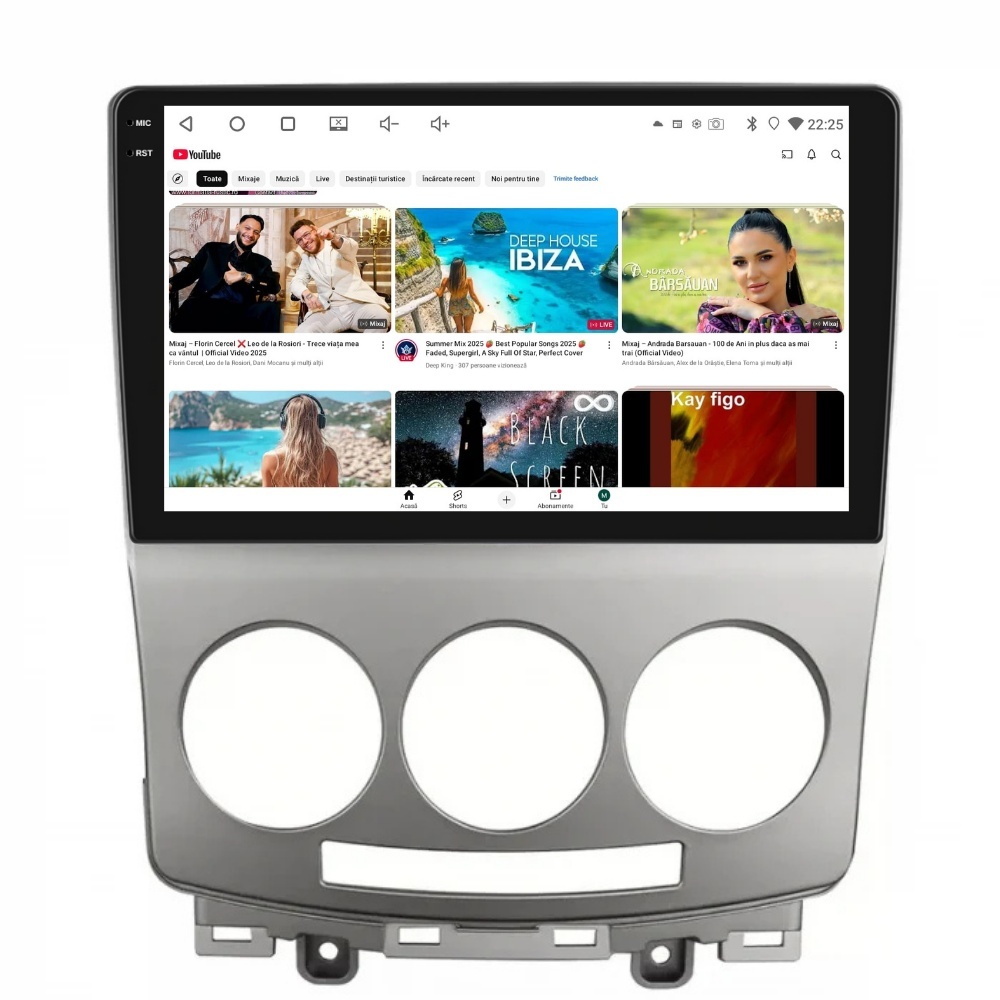 MIC
22:25
RST
YouTube
Toate
Mixaje
Muzică
Live
Destinații turistice
Încărcate recent
Noi pentru tine
Trimite feedback
DEEP HOUSE
IBIZA
ANDRADA
BARSĂUAN
Mixaj
LIVE
Mixaj
Mixaj – Florin Cercel ❌ Leo de la Rosiori - Trece viața mea
ca vântul | Official Video 2025
Florin Cercel, Leo de la Rosiori, Dani Mocanu și mulți alții
LIVE
Summer Mix 2025 🍓 Best Popular Songs 2025 🍓
Faded, Supergirl, A Sky Full Of Star, Perfect Cover
Deep King · 307 persoane vizionează
Mixaj – Andrada Barsauan - 100 de Ani in plus daca as mai
trai (Official Video)
Andrada Bârsăuan, Alex de la Orăștie, Elena Toma și mulți alții
BLACK
SCREEN
Kay figo
Acasă
Shorts
Abonamente
M
Tu